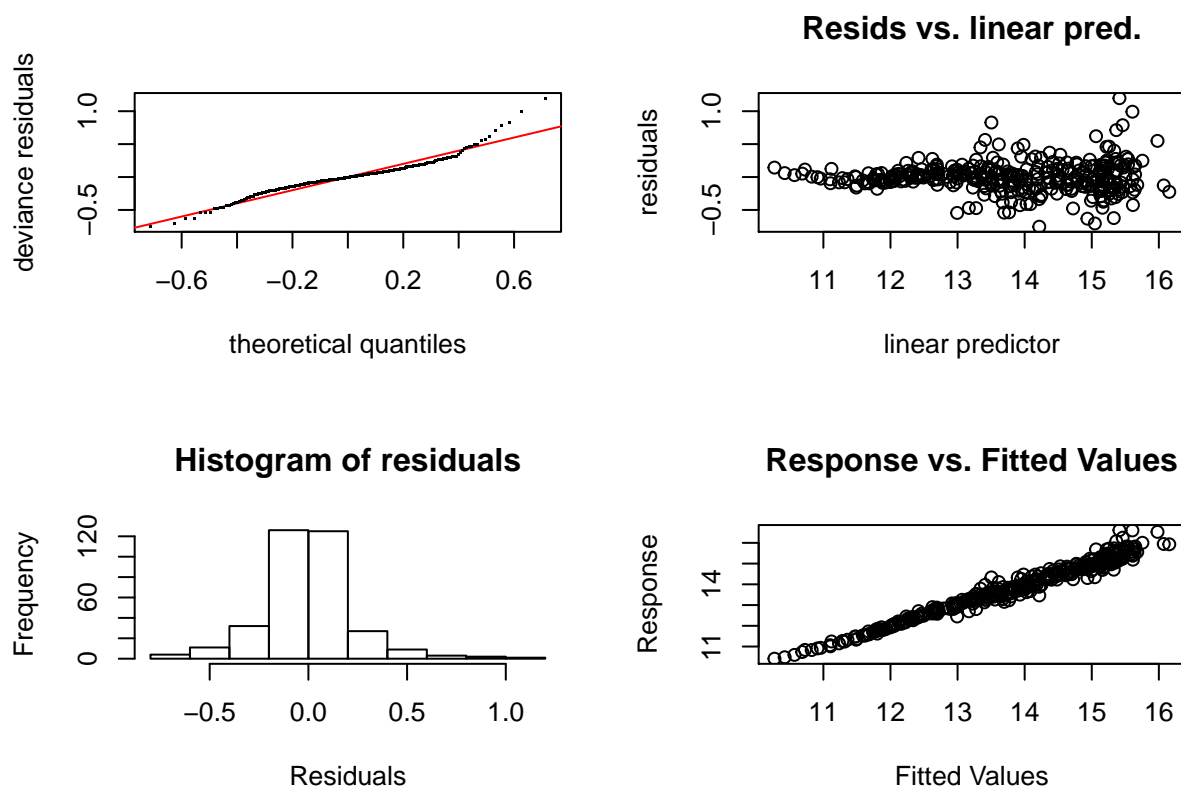 deviance residuals
1.0
−0.5
−0.6 −0.2 0.2 0.6
theoretical quantiles
Resids vs. linear pred.
residuals
1.0
−0.5
11 12 13 14 15 16
linear predictor
Histogram of residuals
Frequency
120
60
0
−0.5 0.0 0.5 1.0
Residuals
Response vs. Fitted Values
Response
14
11
11 12 13 14 15 16
Fitted Values